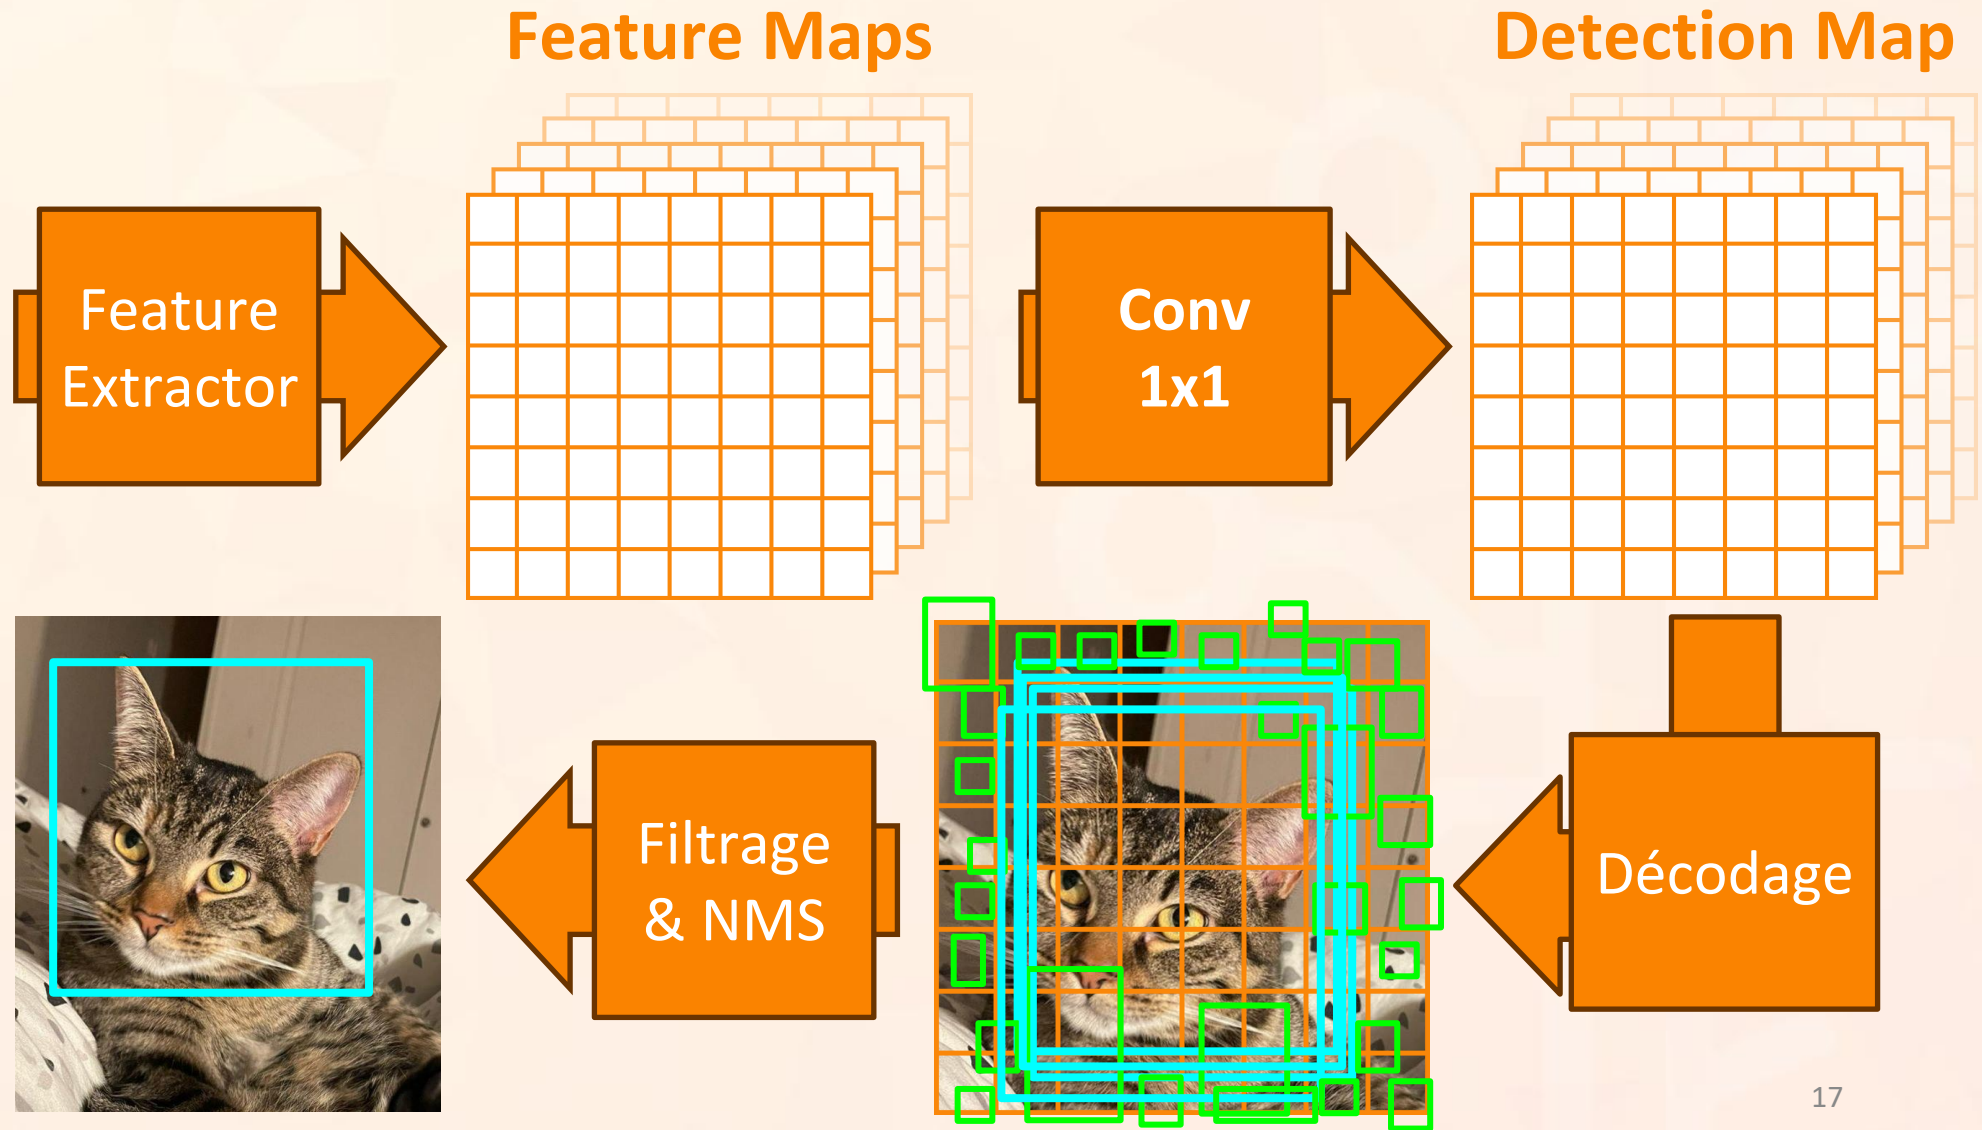 Feature Maps
Detection Map
Feature
Extractor
Conv
1x1
Filtrage
& NMS
Décodage
17